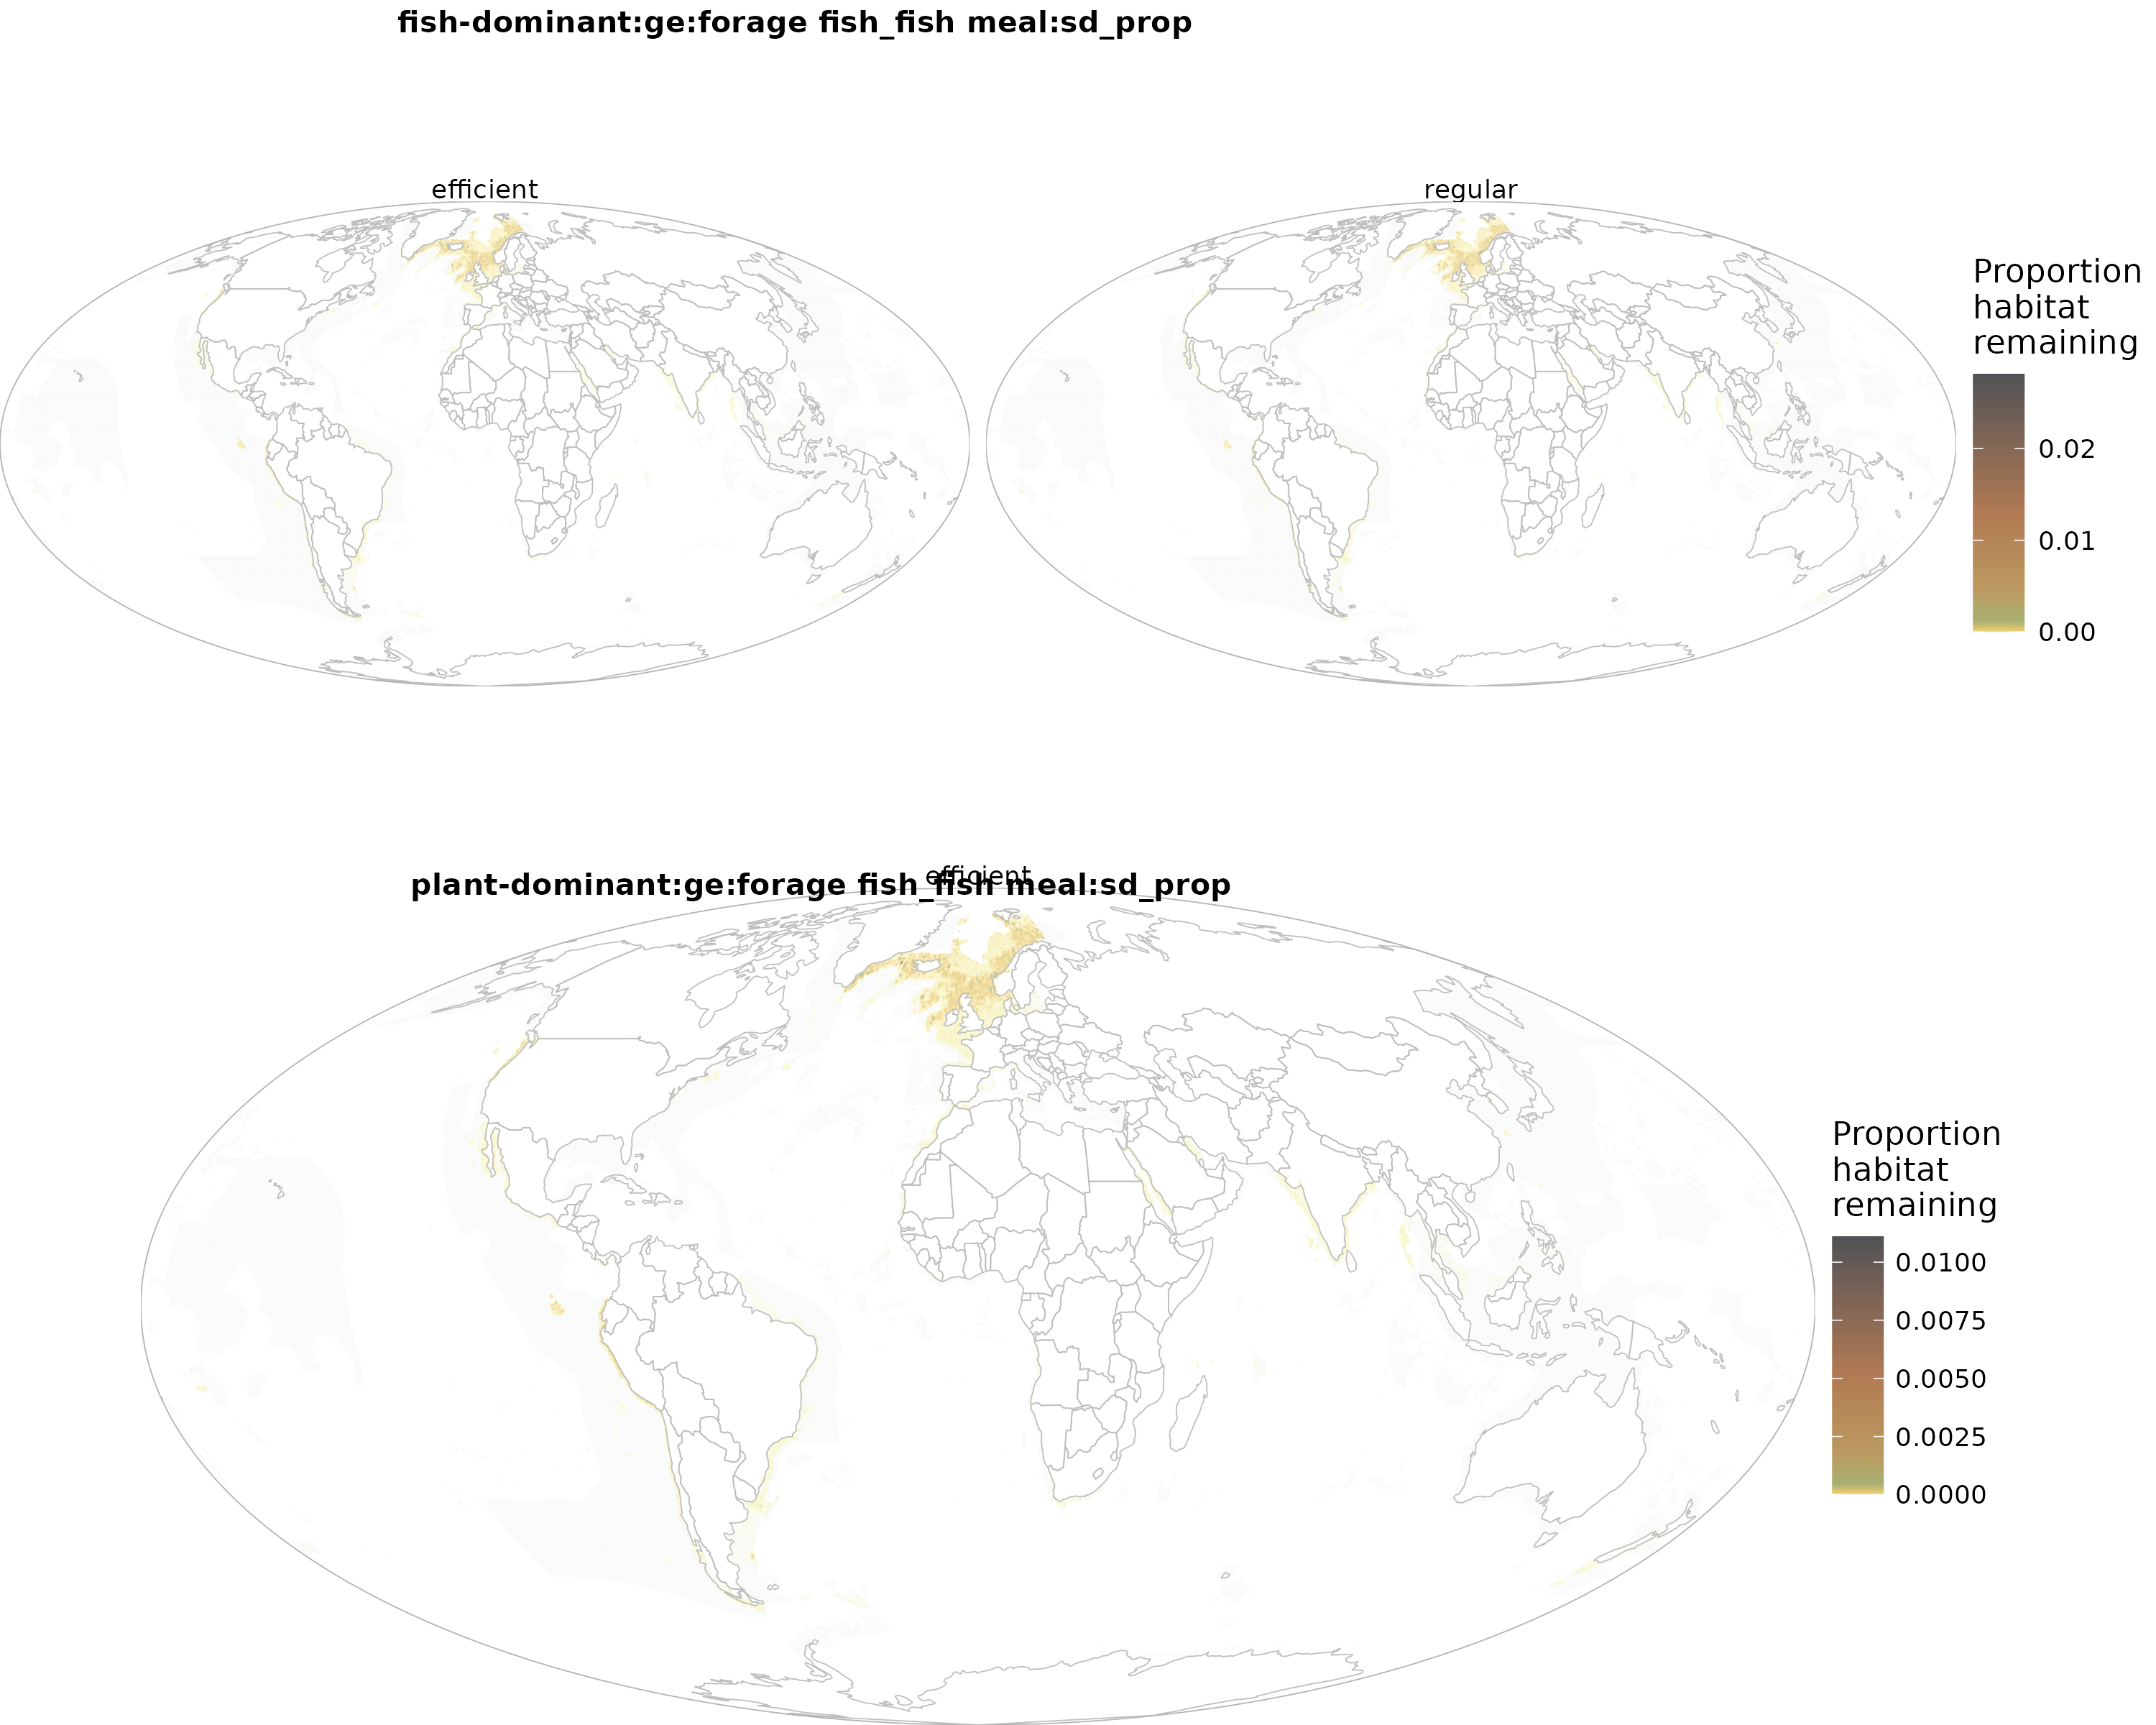 fish-dominant:ge:forage fish_fish meal:sd_prop
efficient
regular
Proportion
habitat
remaining
0.02
0.01
0.00
efficient
plant-dominant:ge:forage fish_fish meal:sd_prop
Proportion
habitat
remaining
0.0100
0.0075
0.0050
0.0025
0.0000